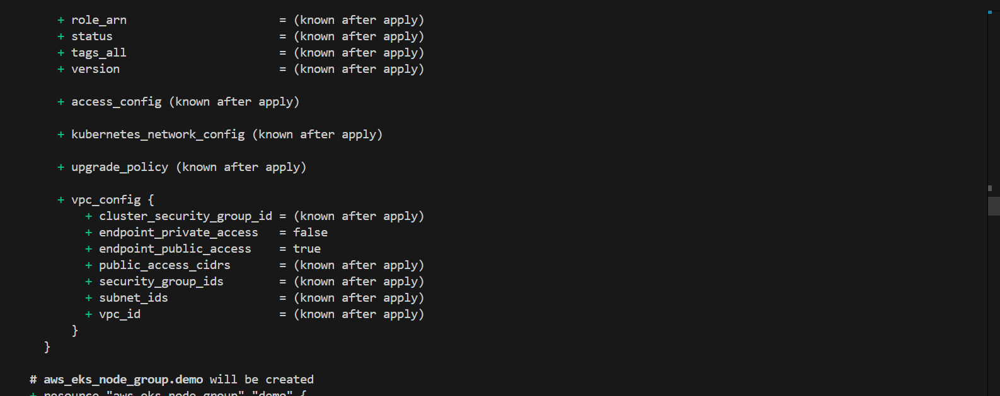 + role_arn                      = (known after apply)
+ status                        = (known after apply)
+ tags_all                      = (known after apply)
+ version                       = (known after apply)
+ access_config (known after apply)
+ kubernetes_network_config (known after apply)
+ upgrade_policy (known after apply)
+ vpc_config {
+ cluster_security_group_id = (known after apply)
+ endpoint_private_access   = false
+ endpoint_public_access    = true
+ public_access_cidrs       = (known after apply)
+ security_group_ids        = (known after apply)
+ subnet_ids                = (known after apply)
+ vpc_id                    = (known after apply)
}
}
# aws_eks_node_group.demo will be created
+ resource "aws_eks_node_group" "demo" {